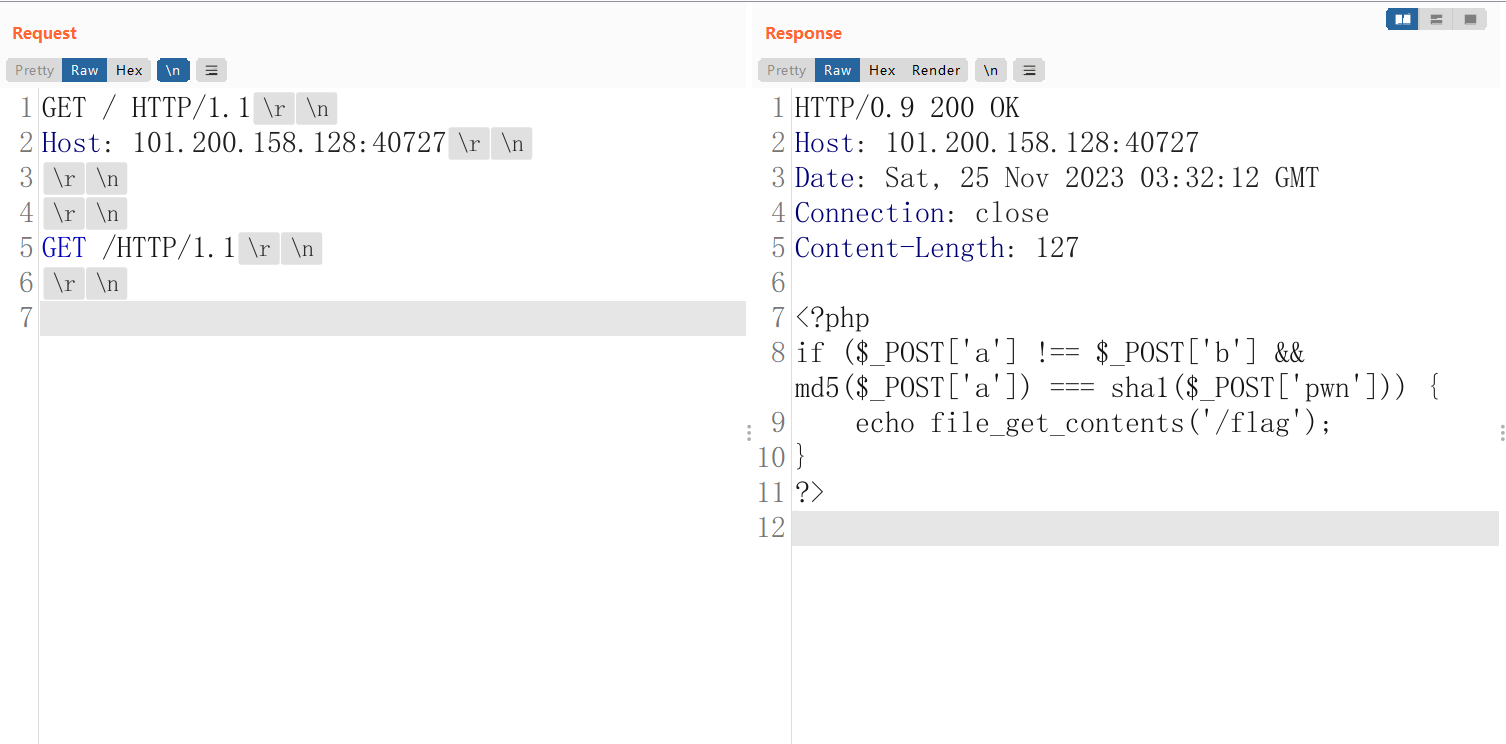 Request
Pretty Raw Hex \n
1 GET / HTTP/1.1 \r \n
2 Host: 101.200.158.128:40727 \r \n
3 \r \n
4 \r \n
5 GET /HTTP/1.1 \r \n
6 \r \n
7
Response
Pretty Raw Hex Render \n
1 HTTP/0.9 200 OK
2 Host: 101.200.158.128:40727
3 Date: Sat, 25 Nov 2023 03:32:12 GMT
4 Connection: close
5 Content-Length: 127
6
7 <?php
8 if ($_POST['a'] !== $_POST['b'] &&
md5($_POST['a']) === sha1($_POST['pwn'])) {
9 echo file_get_contents('/flag');
10 }
11 ?>
12